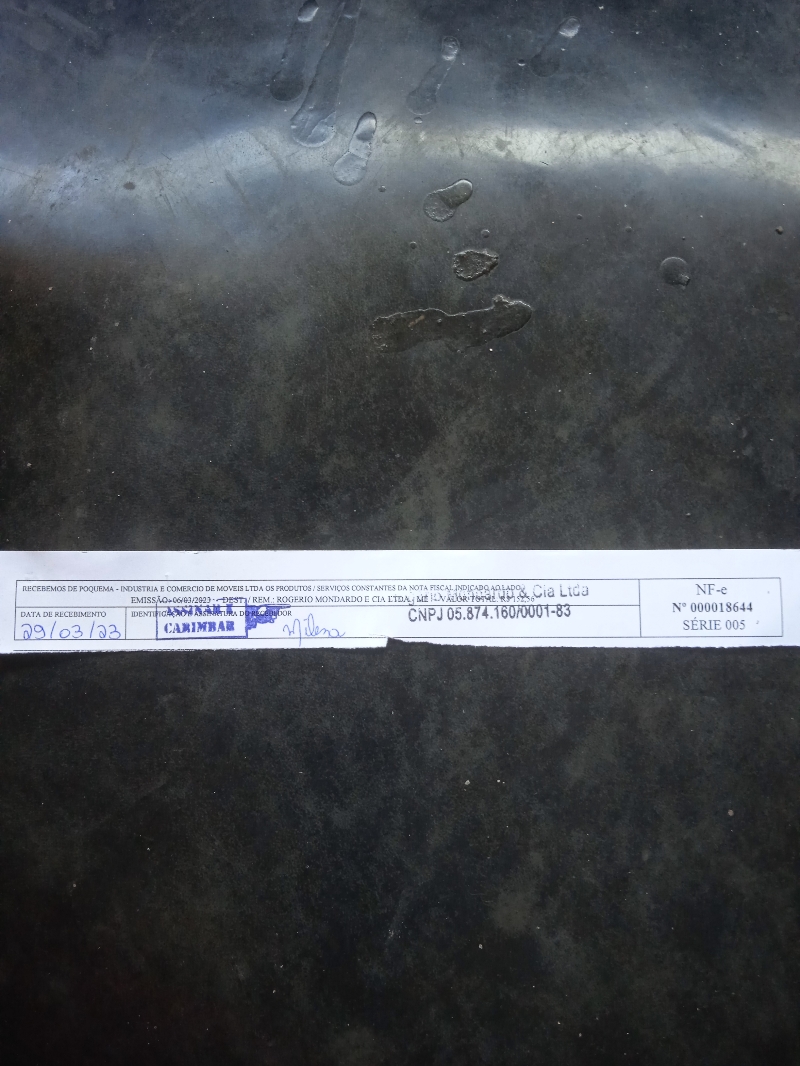 RECEBEMOS DE POQUEMA - INDUSTRIA E COMERCIO DE MOVEIS LTDA OS PRODUTOS / SERVIÇOS CONSTANTES DA NOTA FISCAL INDICADO AO LADO
EMISSÃO: 06/03/2023 - DEST. / REM.: ROGERIO MONDARDO E CIA LTDA - ME - VALOR TOTAL: R$
Mondardo & Cia Ltda
CNPJ 05.874.160/0001-83
DATA DE RECEBIMENTO
29/03/23
IDENTIFICAÇÃO E ASSINATURA DO RECEBEDOR
ASSINAR E
CARIMBAR
Milena
NF-e
Nº 000018644
SÉRIE 005